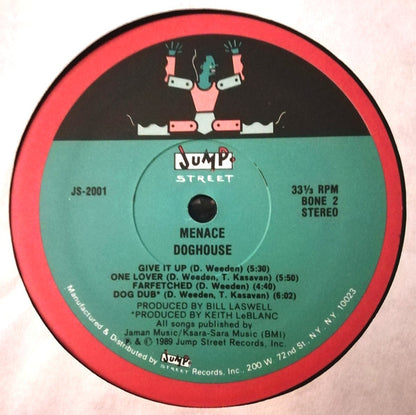 JUMP
STREET
JS-2001
33⅓ RPM
BONE 2
STEREO
MENACE
DOGHOUSE
GIVE IT UP (D. Weeden) (5:30)
ONE LOVER (D. Weeden, T. Kasavan) (5:50)
FARFETCHED (D. Weeden) (4:40)
DOG DUB* (D. Weeden, T. Kasavan) (6:02)
PRODUCED BY BILL LASWELL
*PRODUCED BY KEITH LeBLANC
All songs published by
Jaman Music/Ksara-Sara Music (BMI)
℗ & © 1989 Jump Street Records, Inc.
Manufactured & Distributed by JUMP STREET Records, Inc., 200 W 72nd ST., NY, NY, 10023